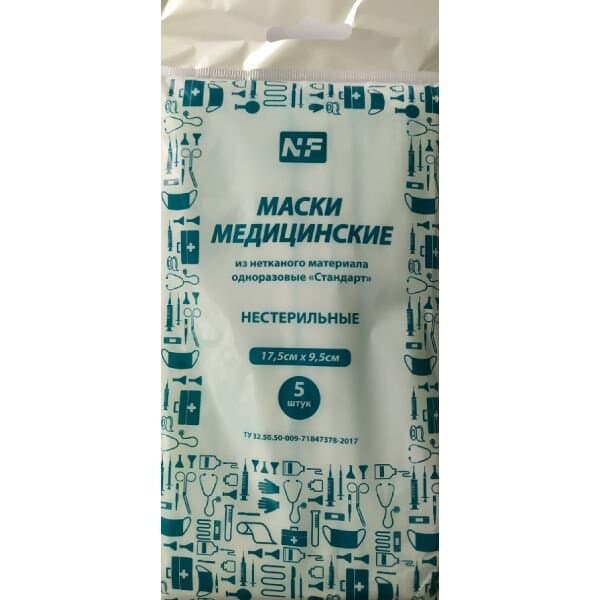 NF
МАСКИ
МЕДИЦИНСКИЕ
из нетканого материала
одноразовые «Стандарт»
НЕСТЕРИЛЬНЫЕ
17,5см х 9,5см
5
штук
ТУ 32.50.50-009-71847378-2017